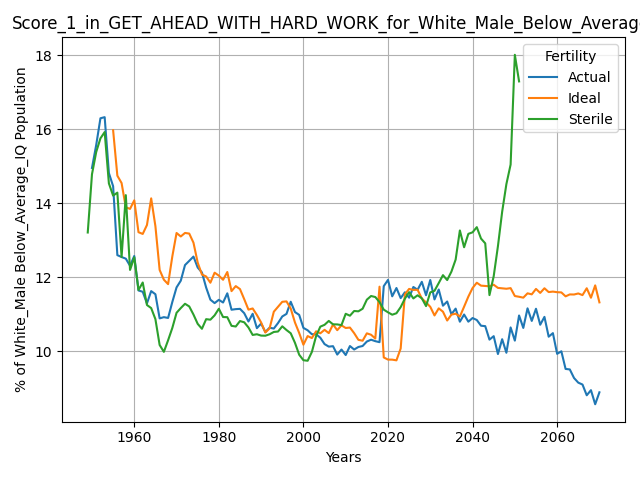 Score_1_in_GET_AHEAD_WITH_HARD_WORK_for_White_Male_Below_Averag
% of White_Male Below_Average_IQ Population
18
16
14
12
10
Fertility
Actual
Ideal
Sterile
1960 1980 2000 2020 2040 2060
Years